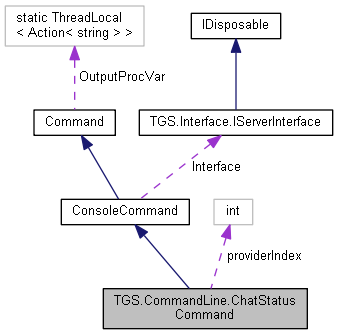 static ThreadLocal
< Action< string > >
IDisposable
OutputProcVar
Command
TGS.Interface.IServerInterface
Interface
ConsoleCommand
int
providerIndex
TGS.CommandLine.ChatStatus
Command